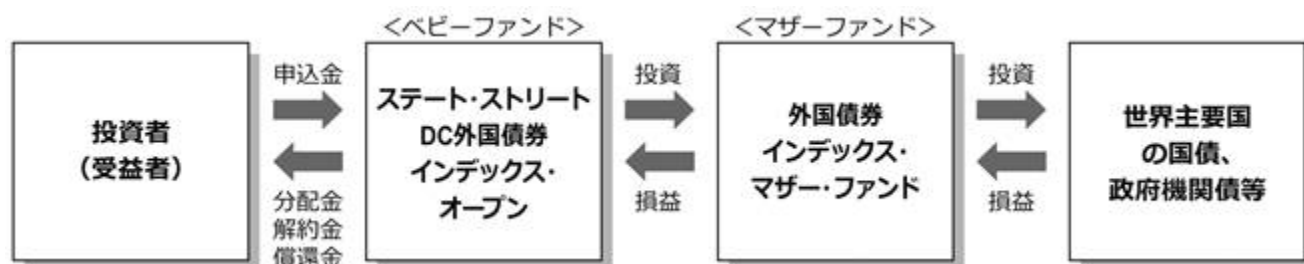 <ベビーファンド>
<マザーファンド>
投資者
(受益者)
申込金
分配金
解約金
償還金
ステート・ストリート
DC外国債券
インデックス・
オープン
投資
損益
外国債券
インデックス・
マザー・ファンド
投資
損益
世界主要国
の国債、
政府機関債等